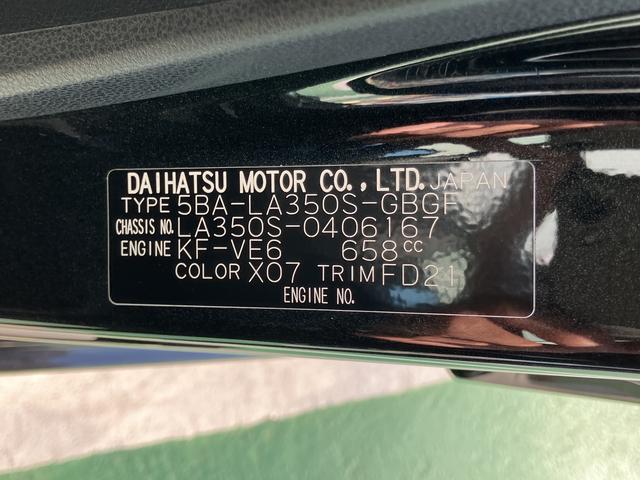 DAIHATSU MOTOR CO., LTD. JAPAN
TYPE 5BA-LA350S-GBGF
CHASSIS NO. LA350S-0406167
ENGINE KF-VE6 658cc
COLOR X07 TRIM FD21
ENGINE NO.